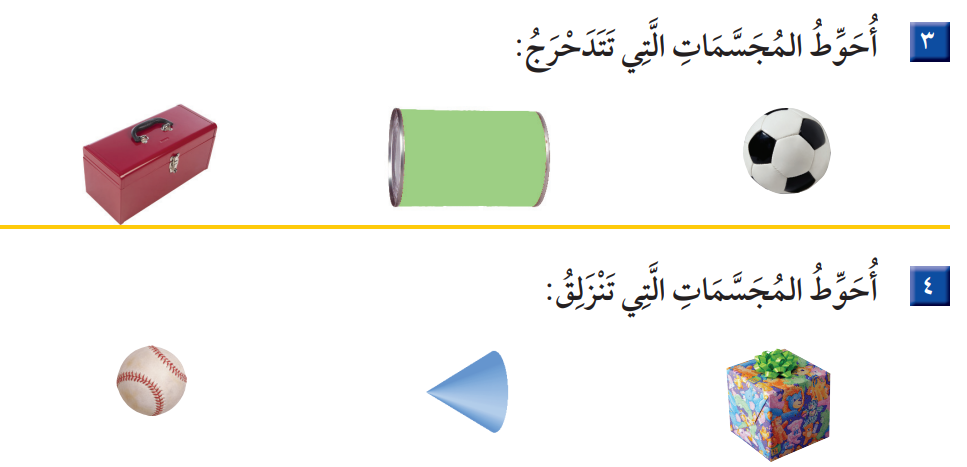 ٣ أُحَوِّطُ المُجَسَّمَاتِ الَّتِي تَتَدَحْرَجُ:
٤ أُحَوِّطُ المُجَسَّمَاتِ الَّتِي تَنْزَلِقُ: